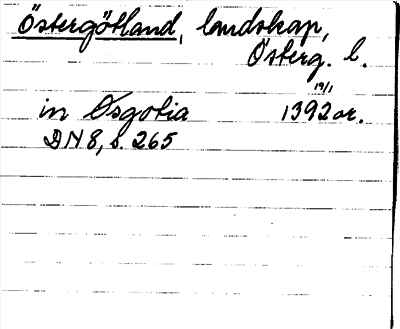 Östergötland, landskap,
Österg. l.
19/1
in Osgotia 1392 or.
DN 8, s. 265